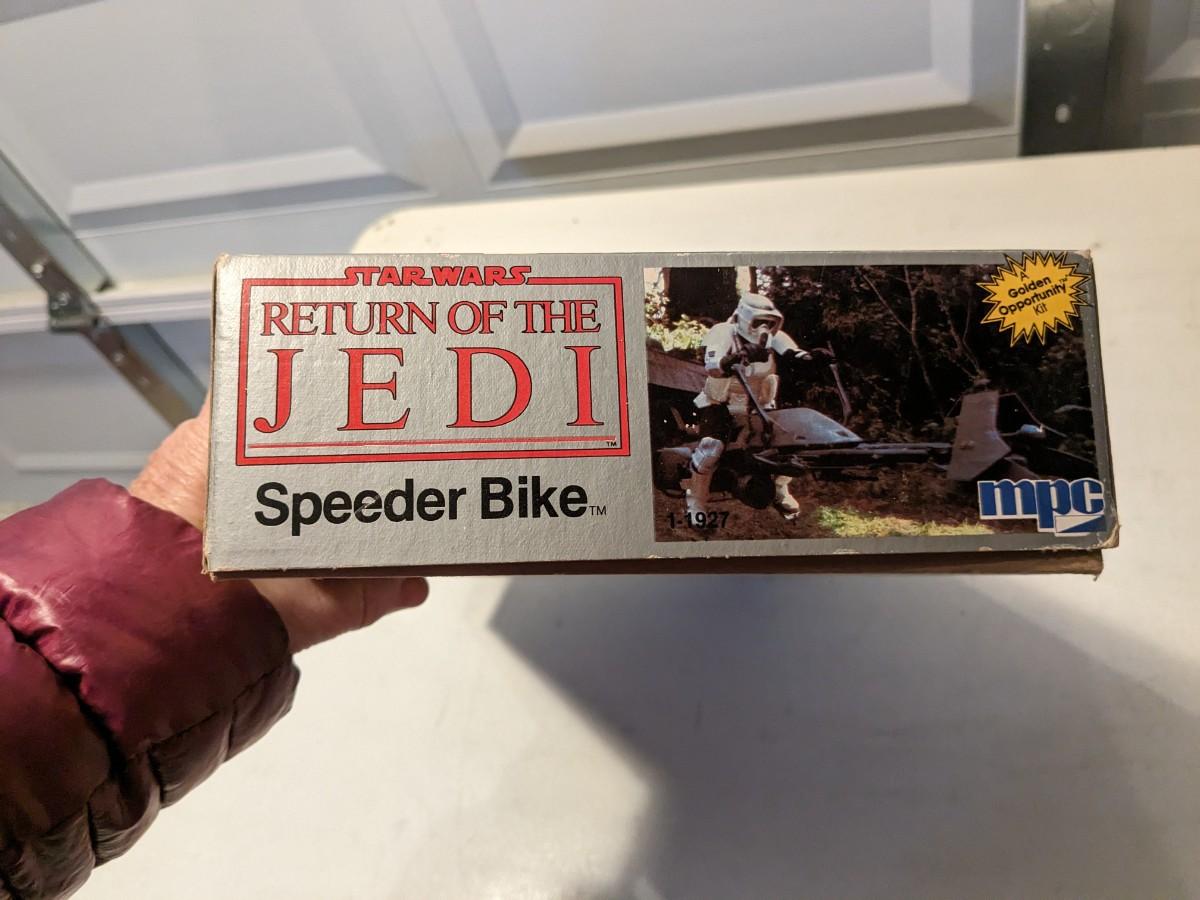 STAR WARS
RETURN OF THE
JEDI
TM
Speeder Bike TM
A
Golden
Opportunity
Kit
1-1927
mpc